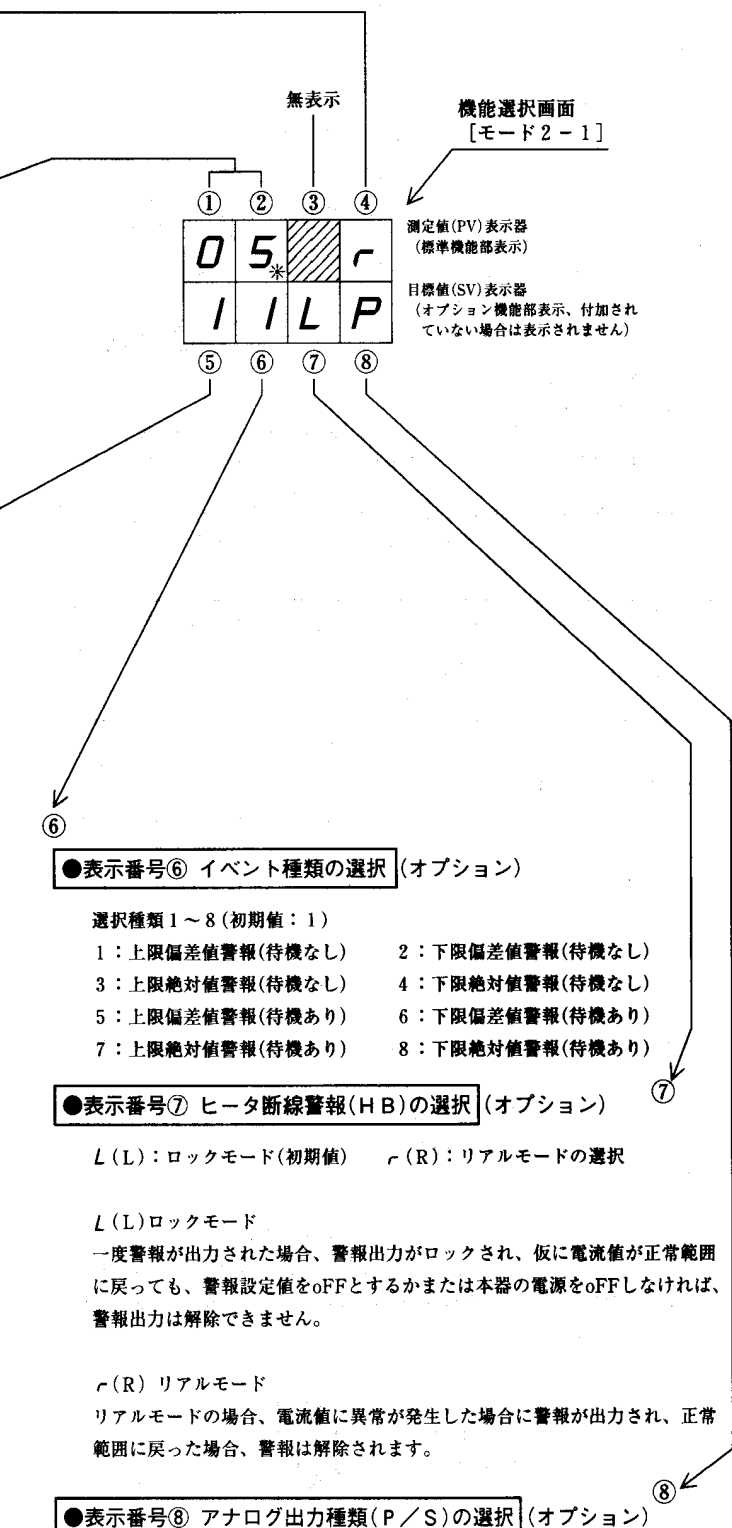 無表示
機能選択画面
[モード2-1]
① ② ③ ④
測定値(PV)表示器
(標準機能部表示)
05* r
目標値(SV)表示器
(オプション機能部表示、付加され
ていない場合は表示されません)
11LP
⑤ ⑥ ⑦ ⑧
⑥
●表示番号⑥ イベント種類の選択 (オプション)
選択種類1～8(初期値:1)
1:上限偏差値警報(待機なし) 2:下限偏差値警報(待機なし)
3:上限絶対値警報(待機なし) 4:下限絶対値警報(待機なし)
5:上限偏差値警報(待機あり) 6:下限偏差値警報(待機あり)
7:上限絶対値警報(待機あり) 8:下限絶対値警報(待機あり)
⑦
●表示番号⑦ ヒータ断線警報(HB)の選択 (オプション)
L(L):ロックモード(初期値) r(R):リアルモードの選択
L(L)ロックモード
一度警報が出力された場合、警報出力がロックされ、仮に電流値が正常範囲
に戻っても、警報設定値をoFFとするかまたは本器の電源をoFFしなければ、
警報出力は解除できません。
r(R) リアルモード
リアルモードの場合、電流値に異常が発生した場合に警報が出力され、正常
範囲に戻った場合、警報は解除されます。
⑧
●表示番号⑧ アナログ出力種類(P/S)の選択 (オプション)